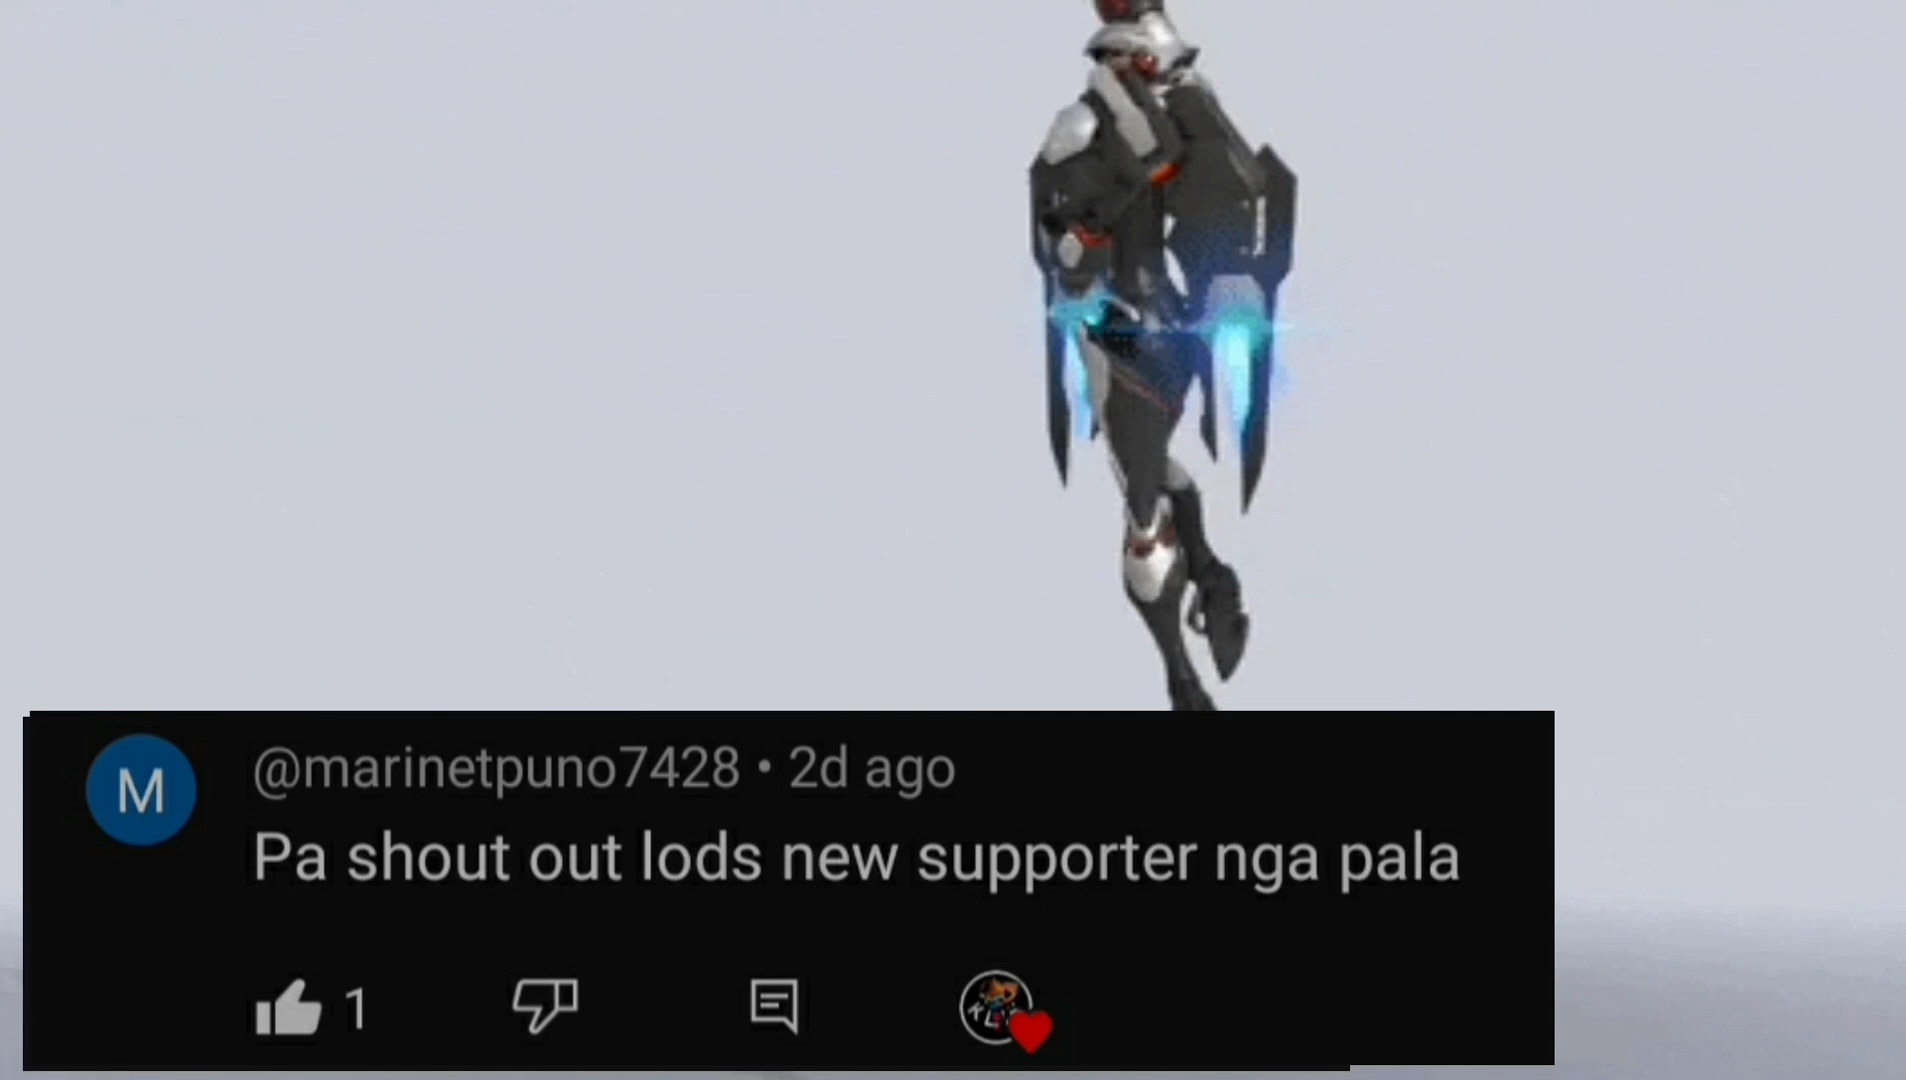 M
@marinetpuno7428 • 2d ago
Pa shout out lods new supporter nga pala
1